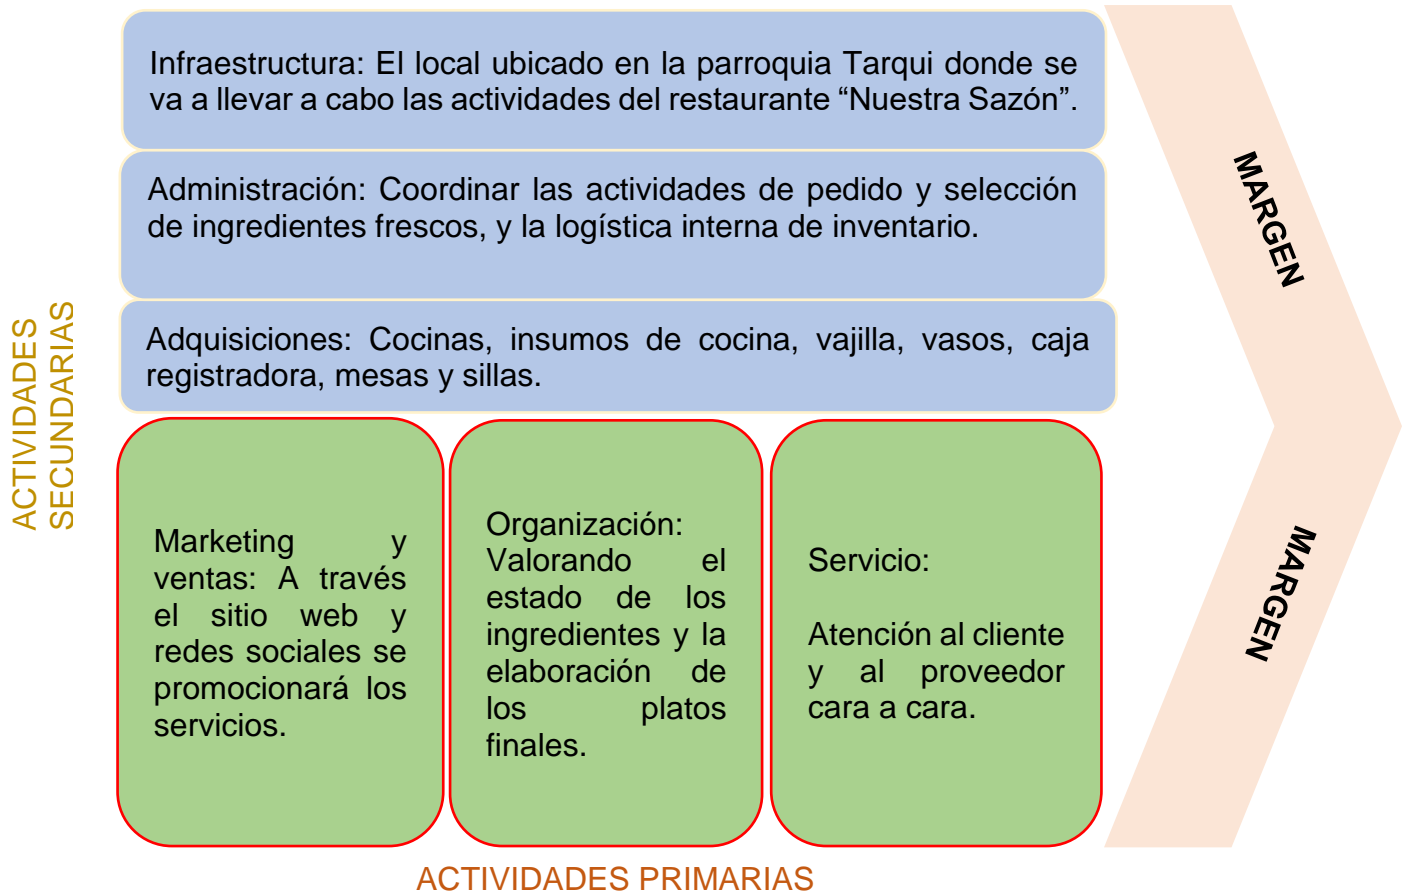 Infraestructura: El local ubicado en la parroquia Tarqui donde se
va a llevar a cabo las actividades del restaurante “Nuestra Sazón”.
Administración: Coordinar las actividades de pedido y selección
de ingredientes frescos, y la logística interna de inventario.
Adquisiciones: Cocinas, insumos de cocina, vajilla, vasos, caja
registradora, mesas y sillas.
ACTIVIDADES
SECUNDARIAS
Marketing y
ventas: A través
el sitio web y
redes sociales se
promocionará los
servicios.
Organización:
Valorando el
estado de los
ingredientes y la
elaboración de
los platos
finales.
Servicio:
Atención al cliente
y al proveedor
cara a cara.
MARGEN
MARGEN
ACTIVIDADES PRIMARIAS